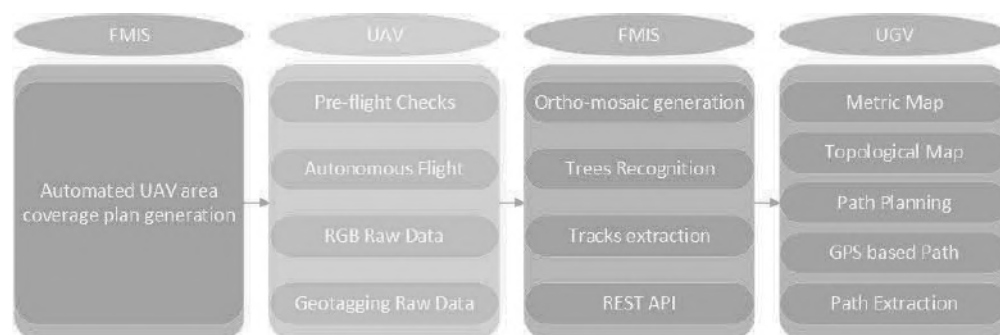 FMIS
Automated UAV area
coverage plan generation
UAV
Pre-flight Checks
Autonomous Flight
RGB Raw Data
Geotagging Raw Data
FMIS
Ortho-mosaic generation
Trees Recognition
Tracks extraction
REST API
UGV
Metric Map
Topological Map
Path Planning
GPS based Path
Path Extraction